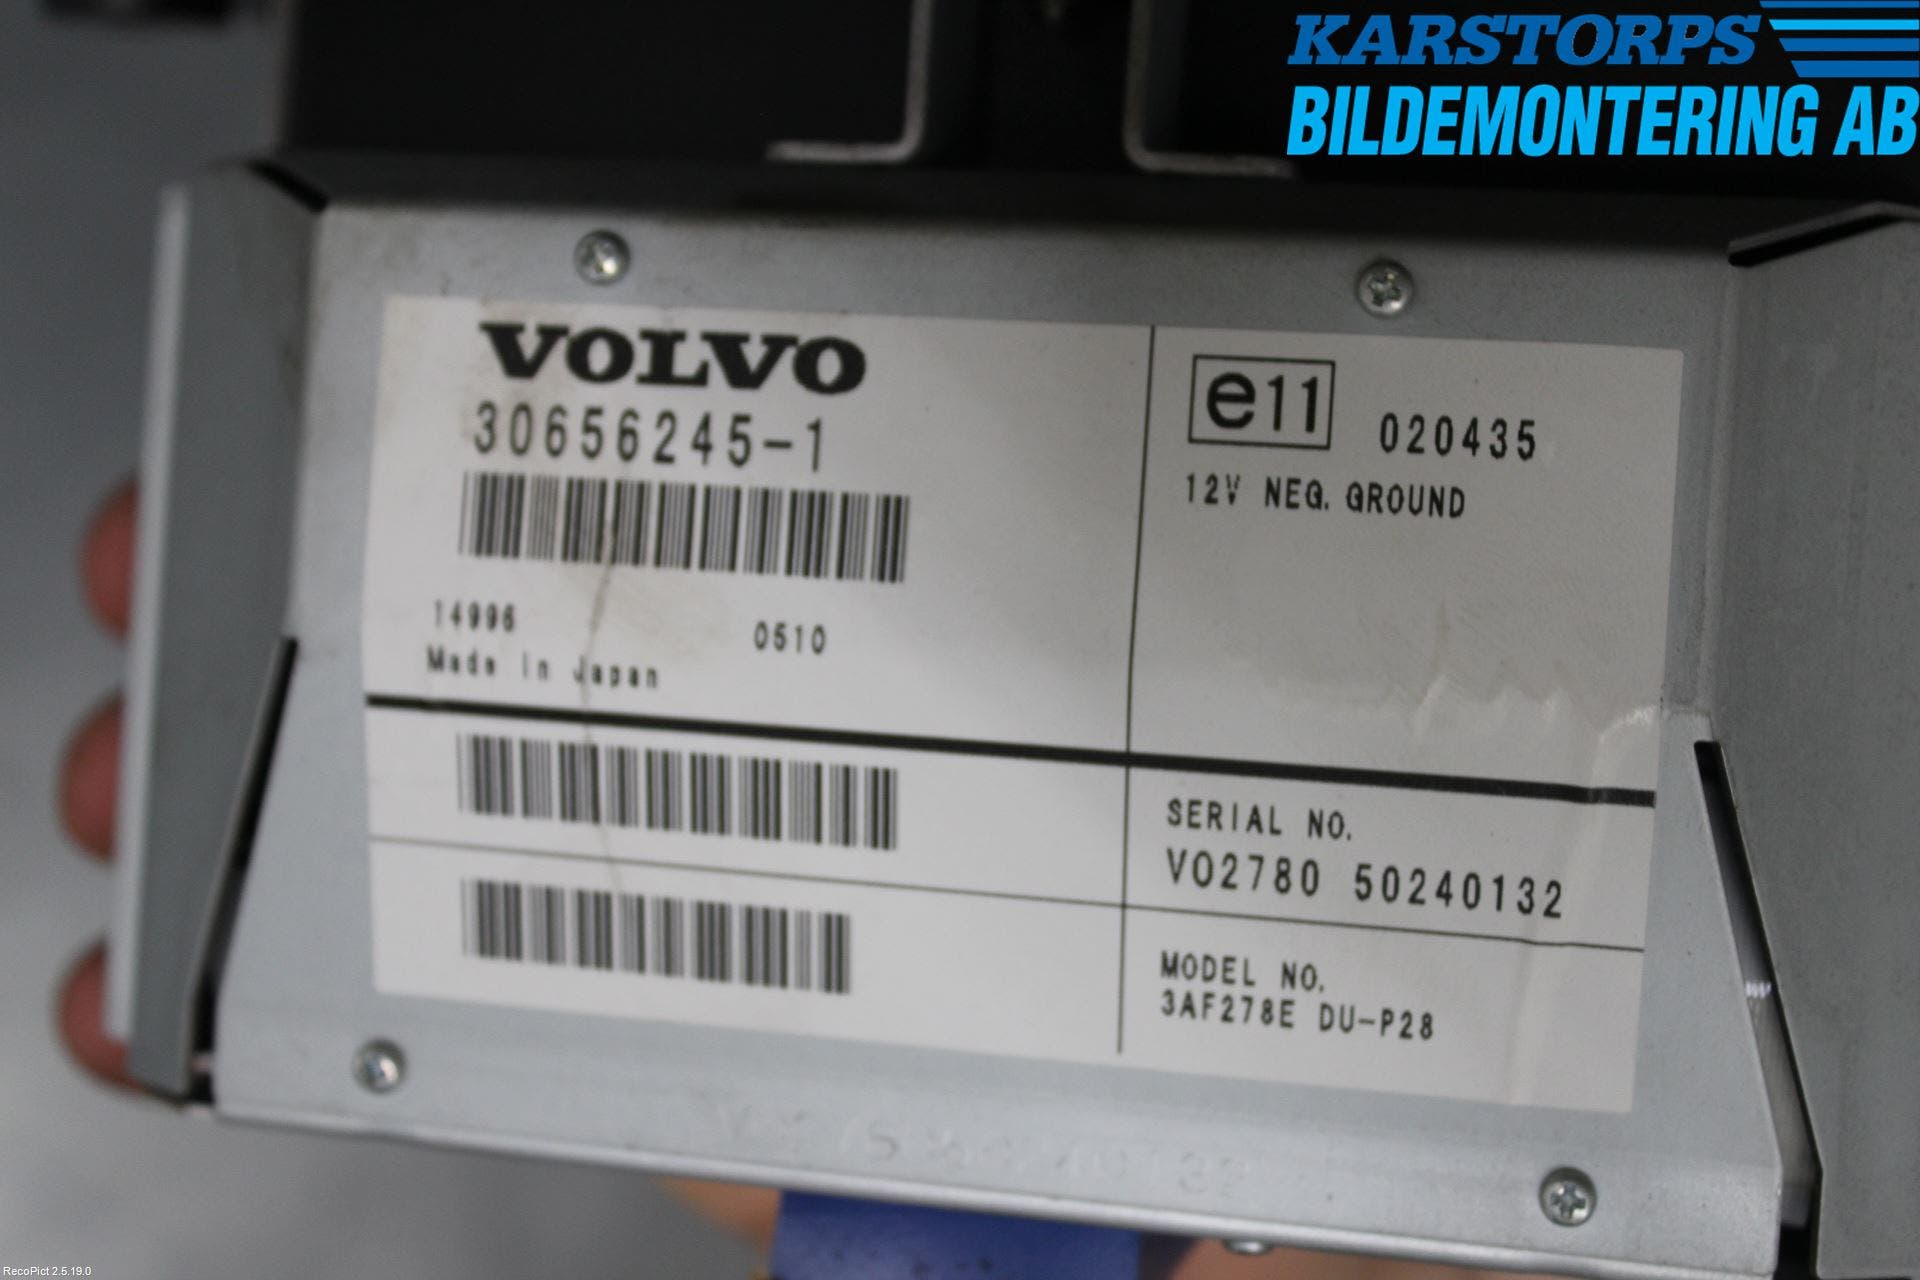 KARSTORPS
BILDEMONTERING AB
VOLVO
30656245-1
14996
0510
Made in Japan
e11
020435
12V NEG. GROUND
SERIAL NO.
V02780 50240132
MODEL NO.
3AF278E DU-P28
RecoPict 2.5.19.0